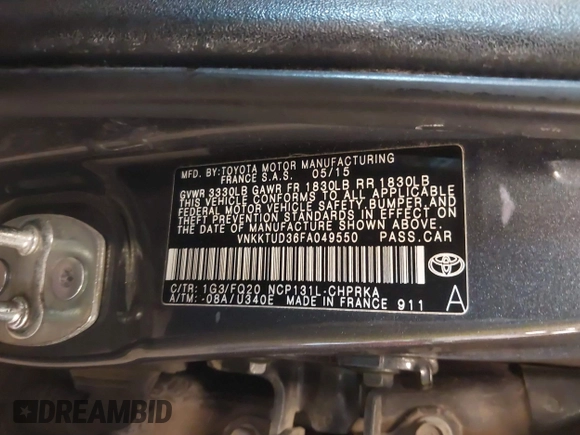 MFD. BY:TOYOTA MOTOR MANUFACTURING
FRANCE S.A.S. 05/15
GVWR 3330LB GAWR FR 1830LB RR 1830LB
THIS VEHICLE CONFORMS TO ALL APPLICABLE
FEDERAL MOTOR VEHICLE SAFETY,BUMPER,AND
THEFT PREVENTION STANDARDS IN EFFECT ON
THE DATE OF MANUFACTURE SHOWN ABOVE.
VNKKTUD36FA049550 PASS.CAR
C/TR: 1G3/FQ20 NCP131L-CHPRKA A
A/TM: -08A/U340E MADE IN FRANCE 911
DREAMBID